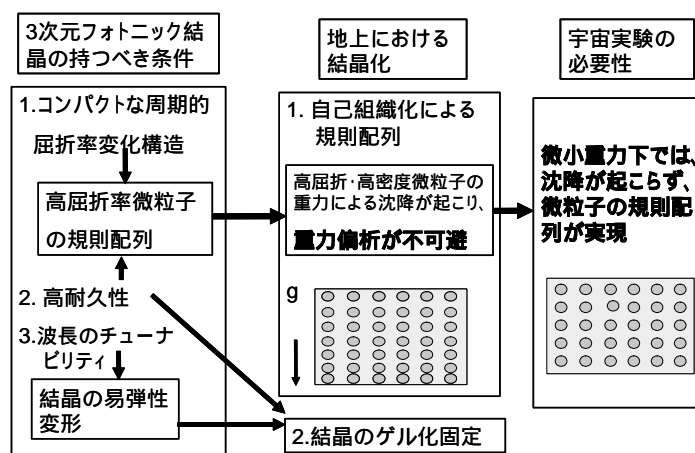 3次元フォトニック結
晶の持つべき条件
1.コンパクトな周期的
屈折率変化構造
高屈折率微粒子
の規則配列
2. 高耐久性
3.波長のチューナ
ビリティ
結晶の易弾性
変形
地上における
結晶化
1. 自己組織化による
規則配列
高屈折・高密度微粒子の
重力による沈降が起こり、
重力偏析が不可避
g
2.結晶のゲル化固定
宇宙実験の
必要性
微小重力下では、
沈降が起こらず、
微粒子の規則配
列が実現